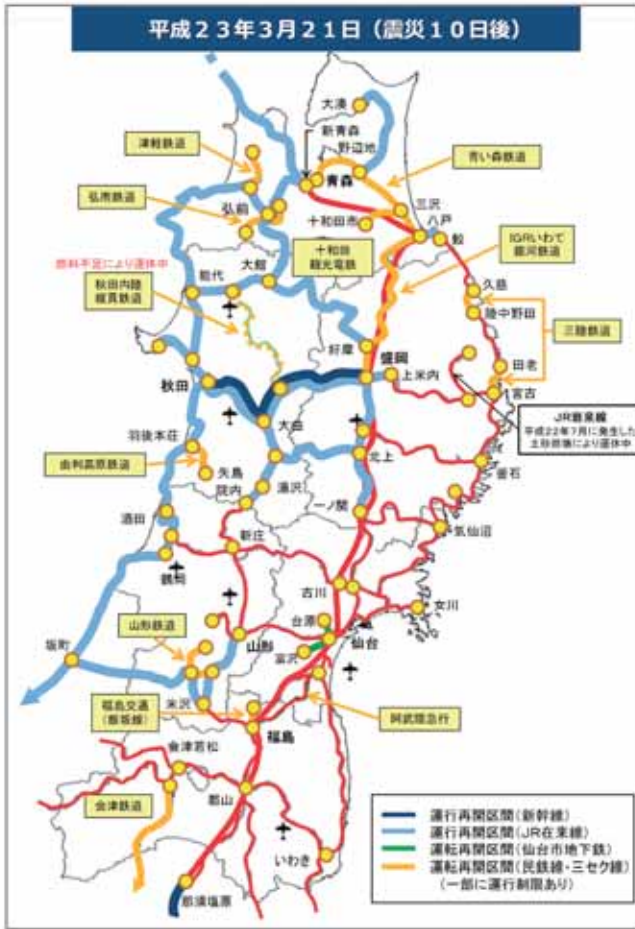 平成23年3月21日（震災10日後）
大湊
新青森
野辺地
津軽鉄道
青森
青い森鉄道
弘南鉄道
弘前
三沢
十和田市
八戸
鮫
十和田
観光電鉄
IGRいわて
銀河鉄道
燃料不足により運休中
大館
能代
秋田内陸
縦貫鉄道
久慈
陸中野田
三陸鉄道
好摩
盛岡
上米内
田老
宮古
秋田
JR岩泉線
平成22年7月に発生した
土砂崩壊により運休中
大曲
羽後本荘
北上
釜石
由利高原鉄道
矢島
院内
湯沢
一ノ関
酒田
気仙沼
新庄
鶴岡
古川
女川
台原
山形鉄道
山形
仙台
坂町
富沢
米沢
福島交通
（飯坂線）
阿武隈急行
福島
会津若松
会津鉄道
郡山
いわき
那須塩原
運行再開区間（新幹線）
運行再開区間（JR在来線）
運転再開区間（仙台市地下鉄）
運転再開区間（民鉄線・三セク線）
（一部に運行制限あり）